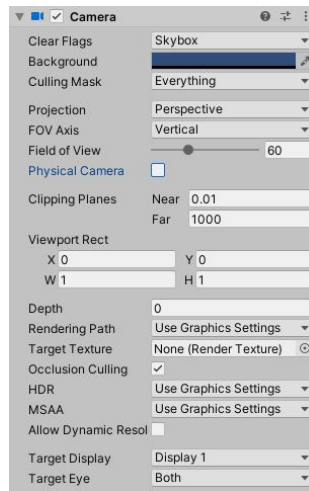 Camera
Clear Flags Skybox
Background
Culling Mask Everything
Projection Perspective
FOV Axis Vertical
Field of View 60
Physical Camera
Clipping Planes Near 0.01
Far 1000
Viewport Rect
X 0 Y 0
W 1 H 1
Depth 0
Rendering Path Use Graphics Settings
Target Texture None (Render Texture)
Occlusion Culling
HDR Use Graphics Settings
MSAA Use Graphics Settings
Allow Dynamic Resol
Target Display Display 1
Target Eye Both